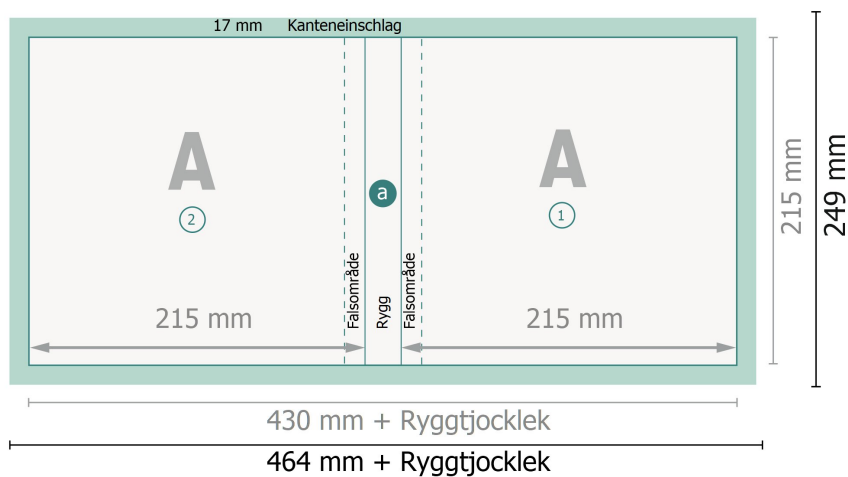 17 mm Kanteneinschlag
A
A
a
2
1
215 mm
249 mm
Falsområde
Rygg
Falsområde
215 mm
215 mm
430 mm + Ryggtjocklek
464 mm + Ryggtjocklek